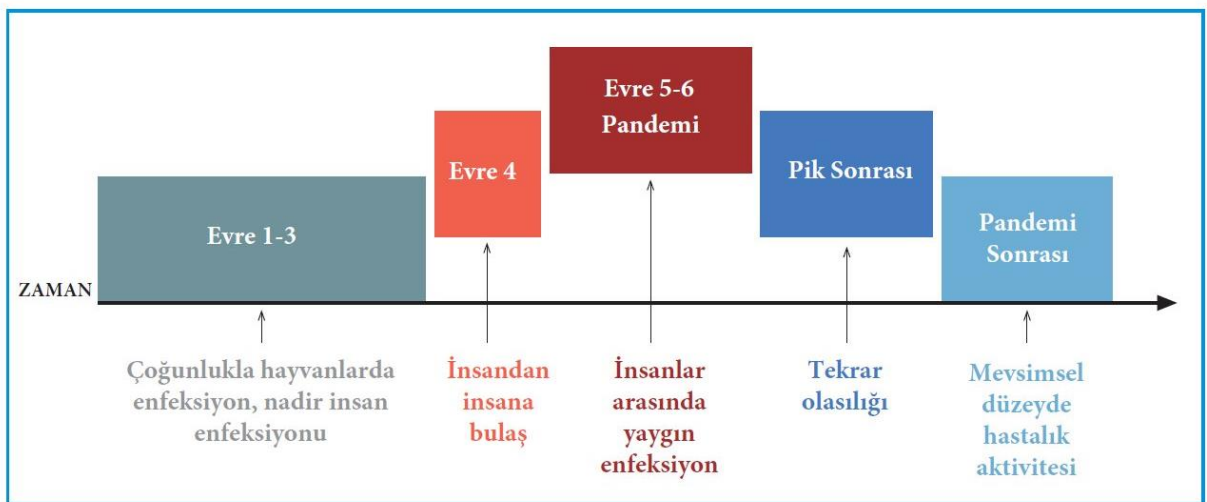 Evre 5-6
Pandemi
Evre 4
Pik Sonrası
Evre 1-3
Pandemi
Sonrası
ZAMAN
Çoğunlukla hayvanlarda
enfeksiyon, nadir insan
enfeksiyonu
İnsandan
insana
bulaş
İnsanlar
arasında
yaygın
enfeksiyon
Tekrar
olasılığı
Mevsimsel
düzeyde
hastalık
aktivitesi